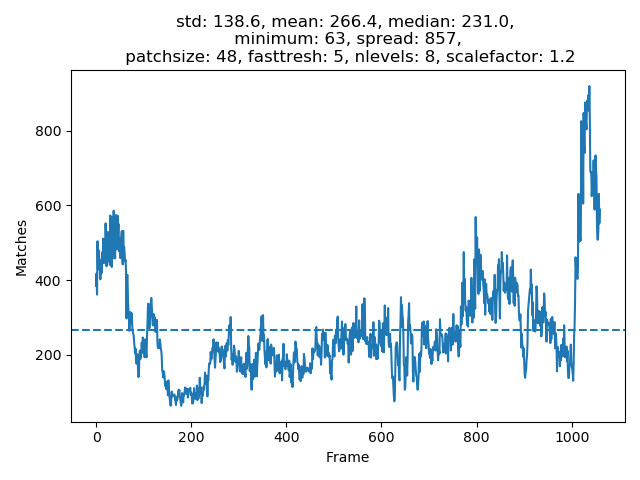 std: 138.6, mean: 266.4, median: 231.0,
minimum: 63, spread: 857,
patchsize: 48, fasttresh: 5, nlevels: 8, scalefactor: 1.2
Matches
800
600
400
200
0 200 400 600 800 1000
Frame